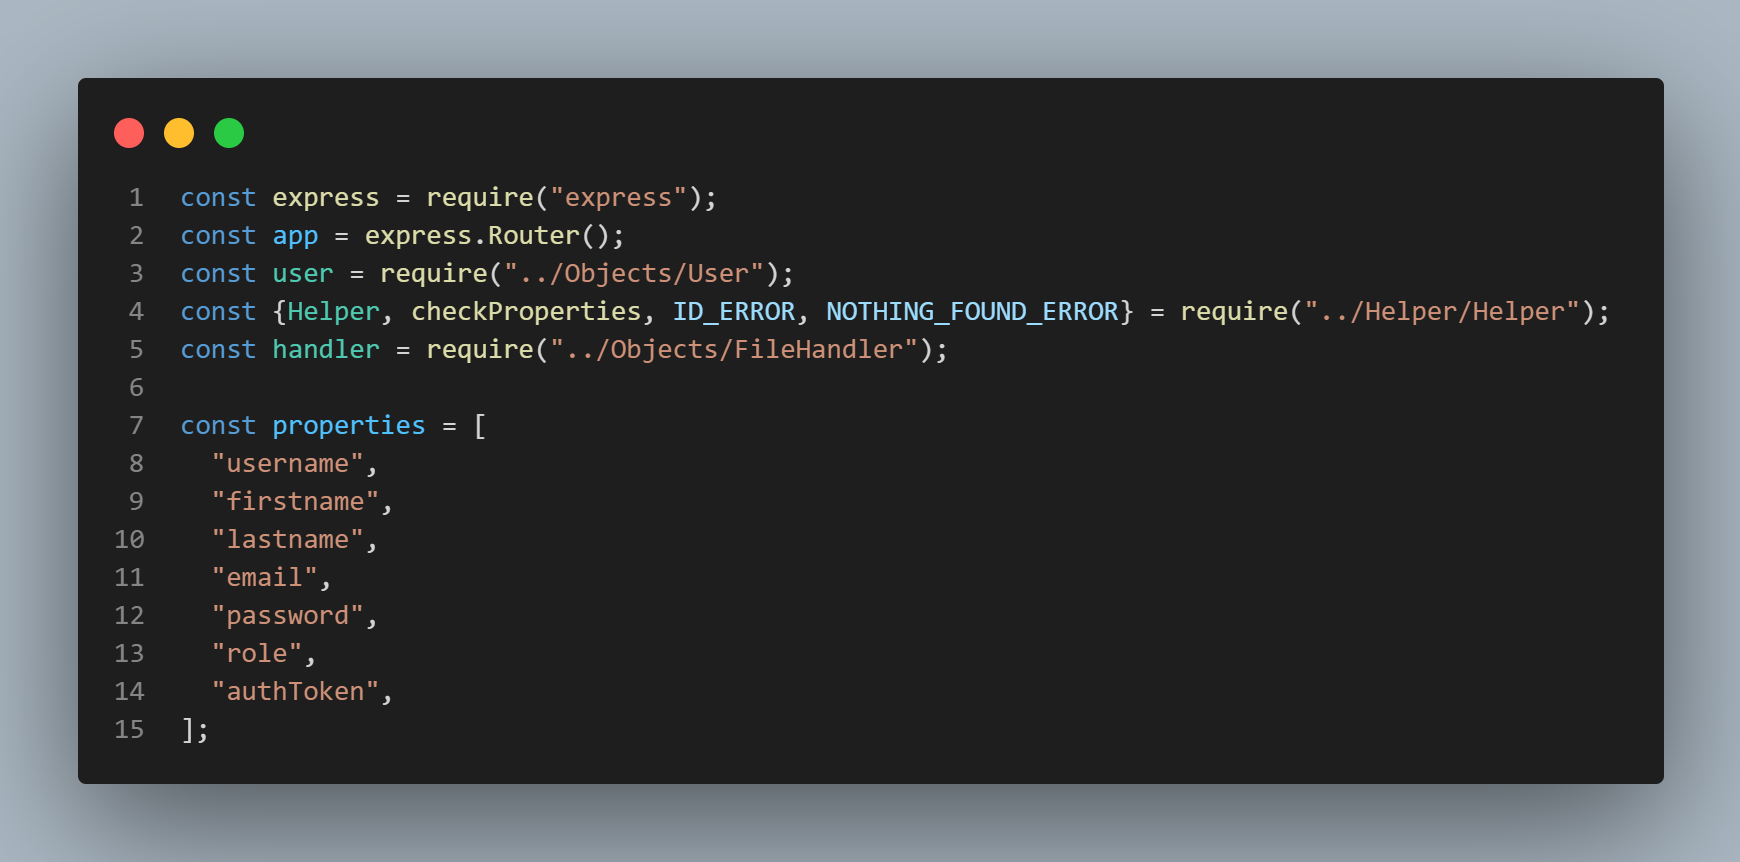 1 const express = require("express");
2 const app = express.Router();
3 const user = require("../Objects/User");
4 const {Helper, checkProperties, ID_ERROR, NOTHING_FOUND_ERROR} = require("../Helper/Helper");
5 const handler = require("../Objects/FileHandler");
6
7 const properties = [
8   "username",
9   "firstname",
10   "lastname",
11   "email",
12   "password",
13   "role",
14   "authToken",
15 ];